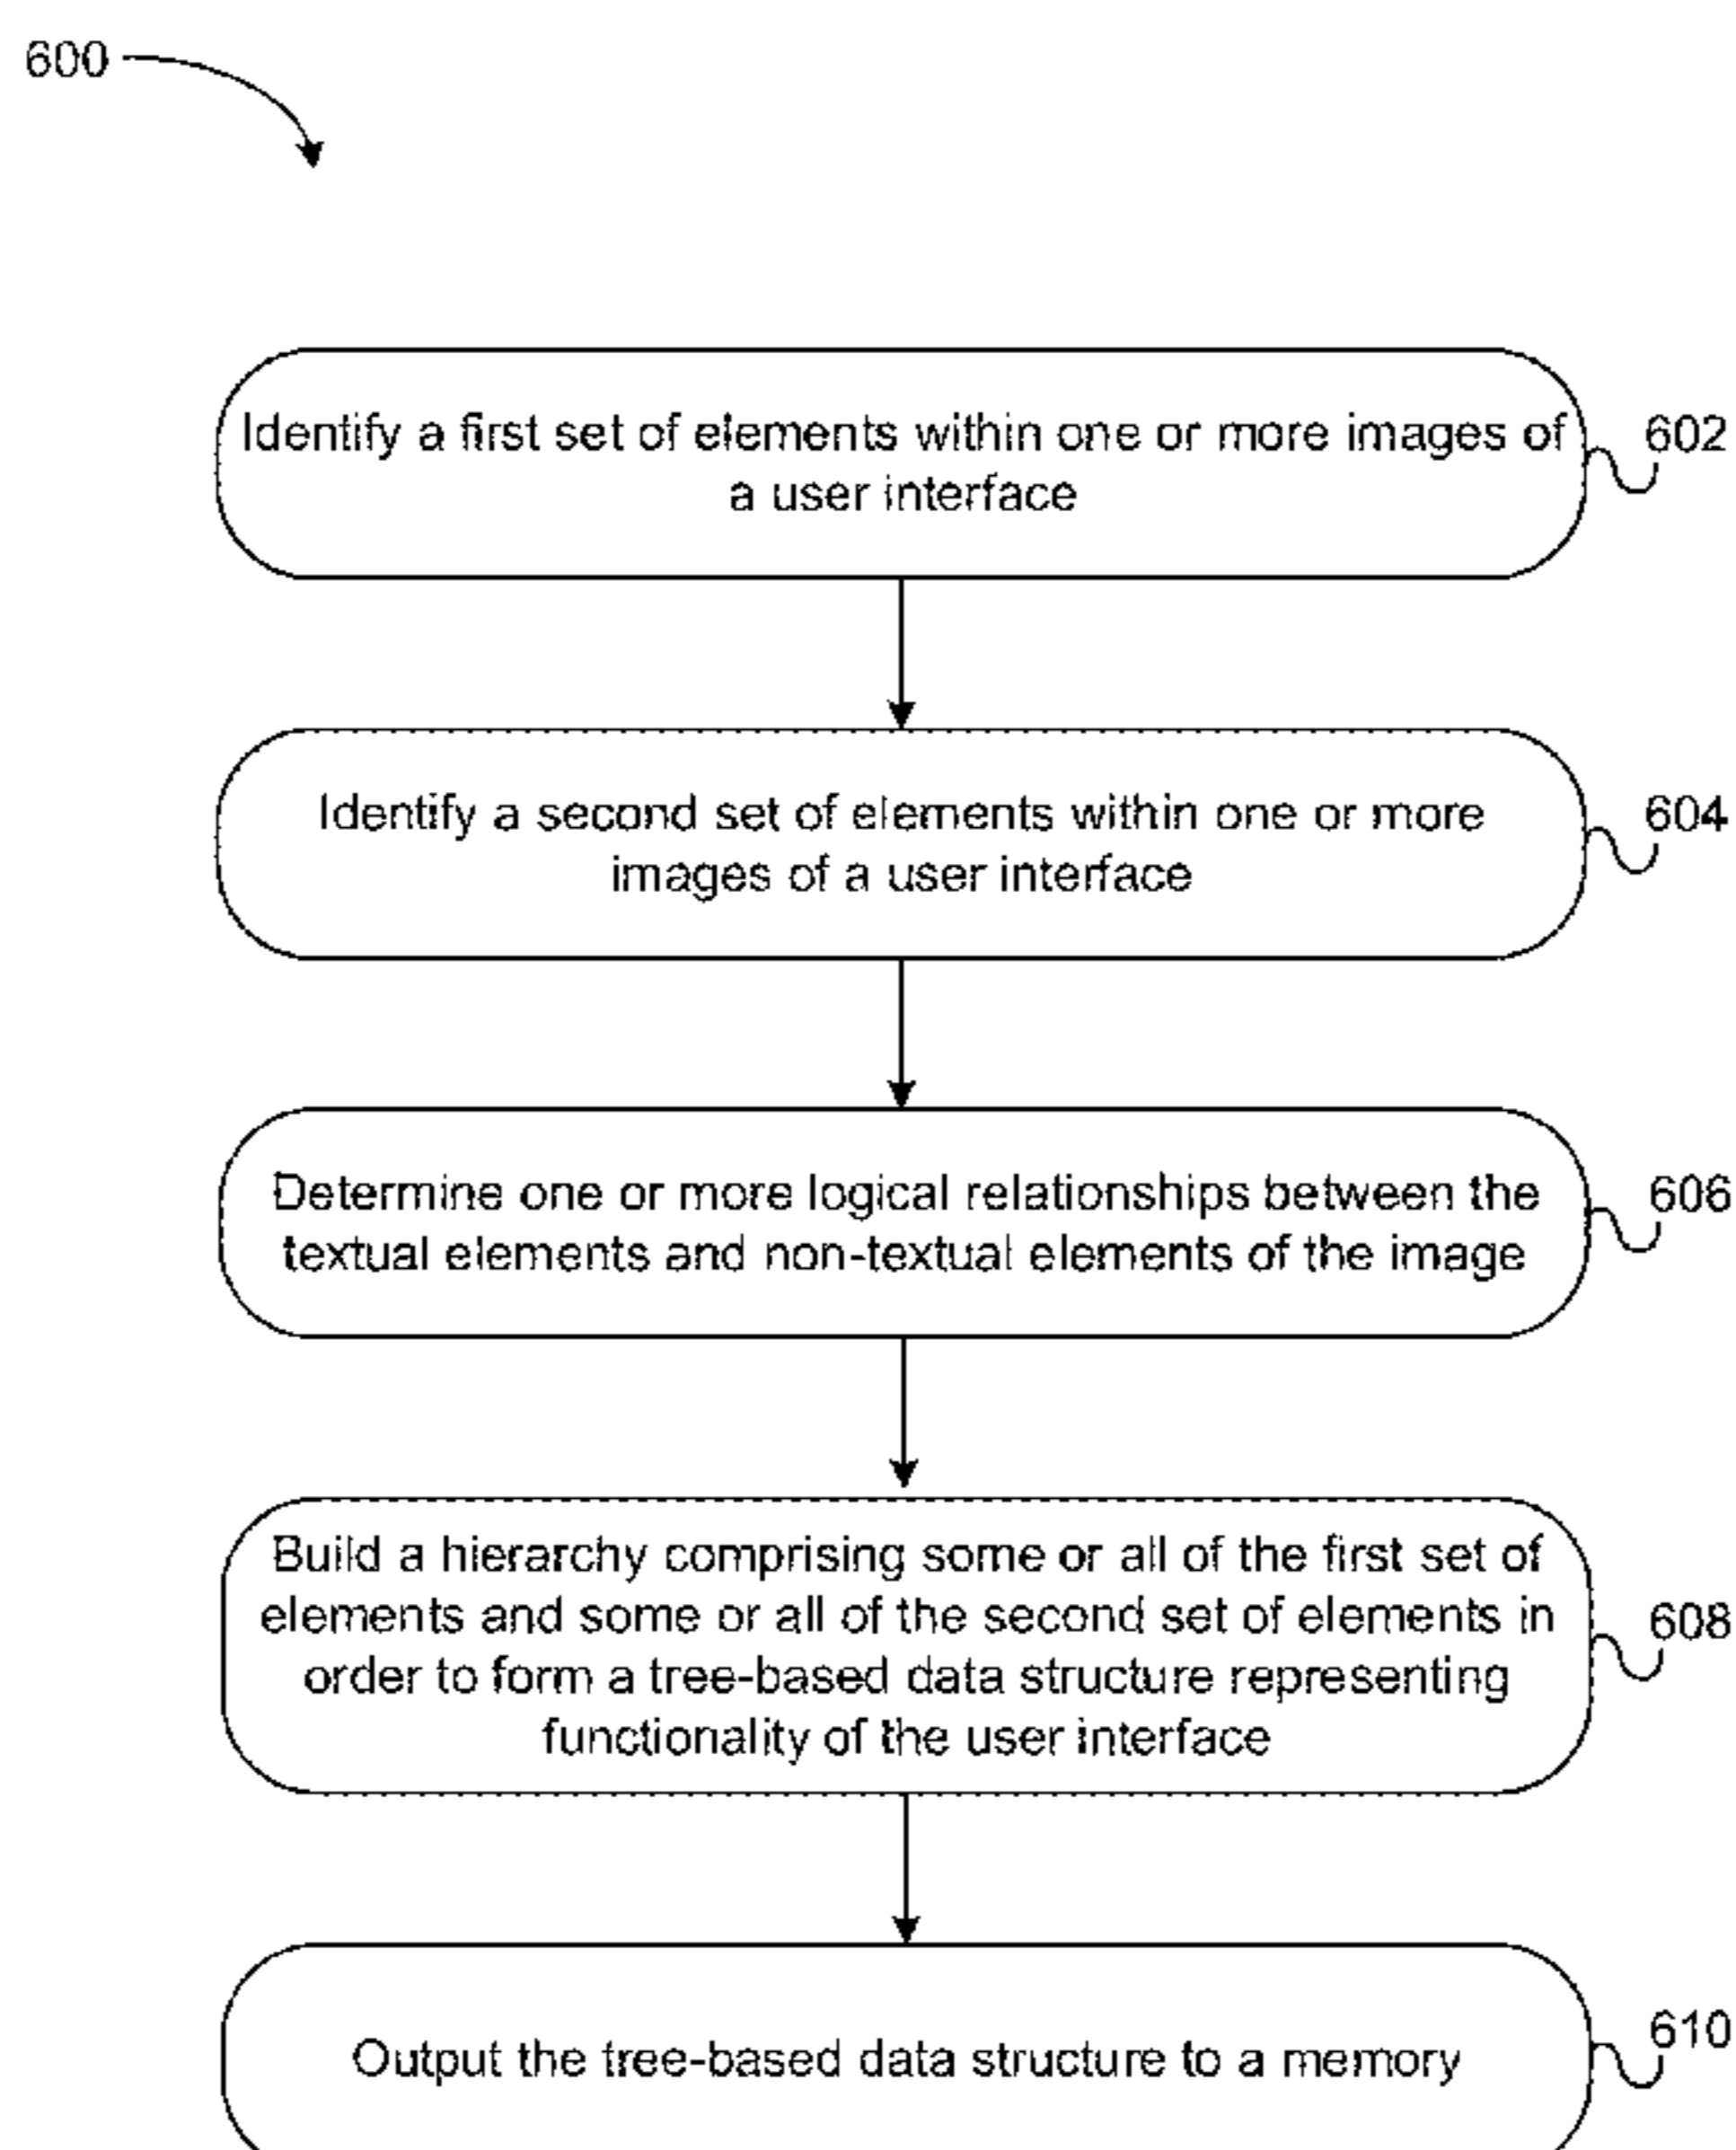 600
Identify a first set of elements within one or more images of
a user interface
602
Identify a second set of elements within one or more
images of a user interface
604
Determine one or more logical relationships between the
textual elements and non-textual elements of the image
606
Build a hierarchy comprising some or all of the first set of
elements and some or all of the second set of elements in
order to form a tree-based data structure representing
functionality of the user interface
608
Output the tree-based data structure to a memory
610